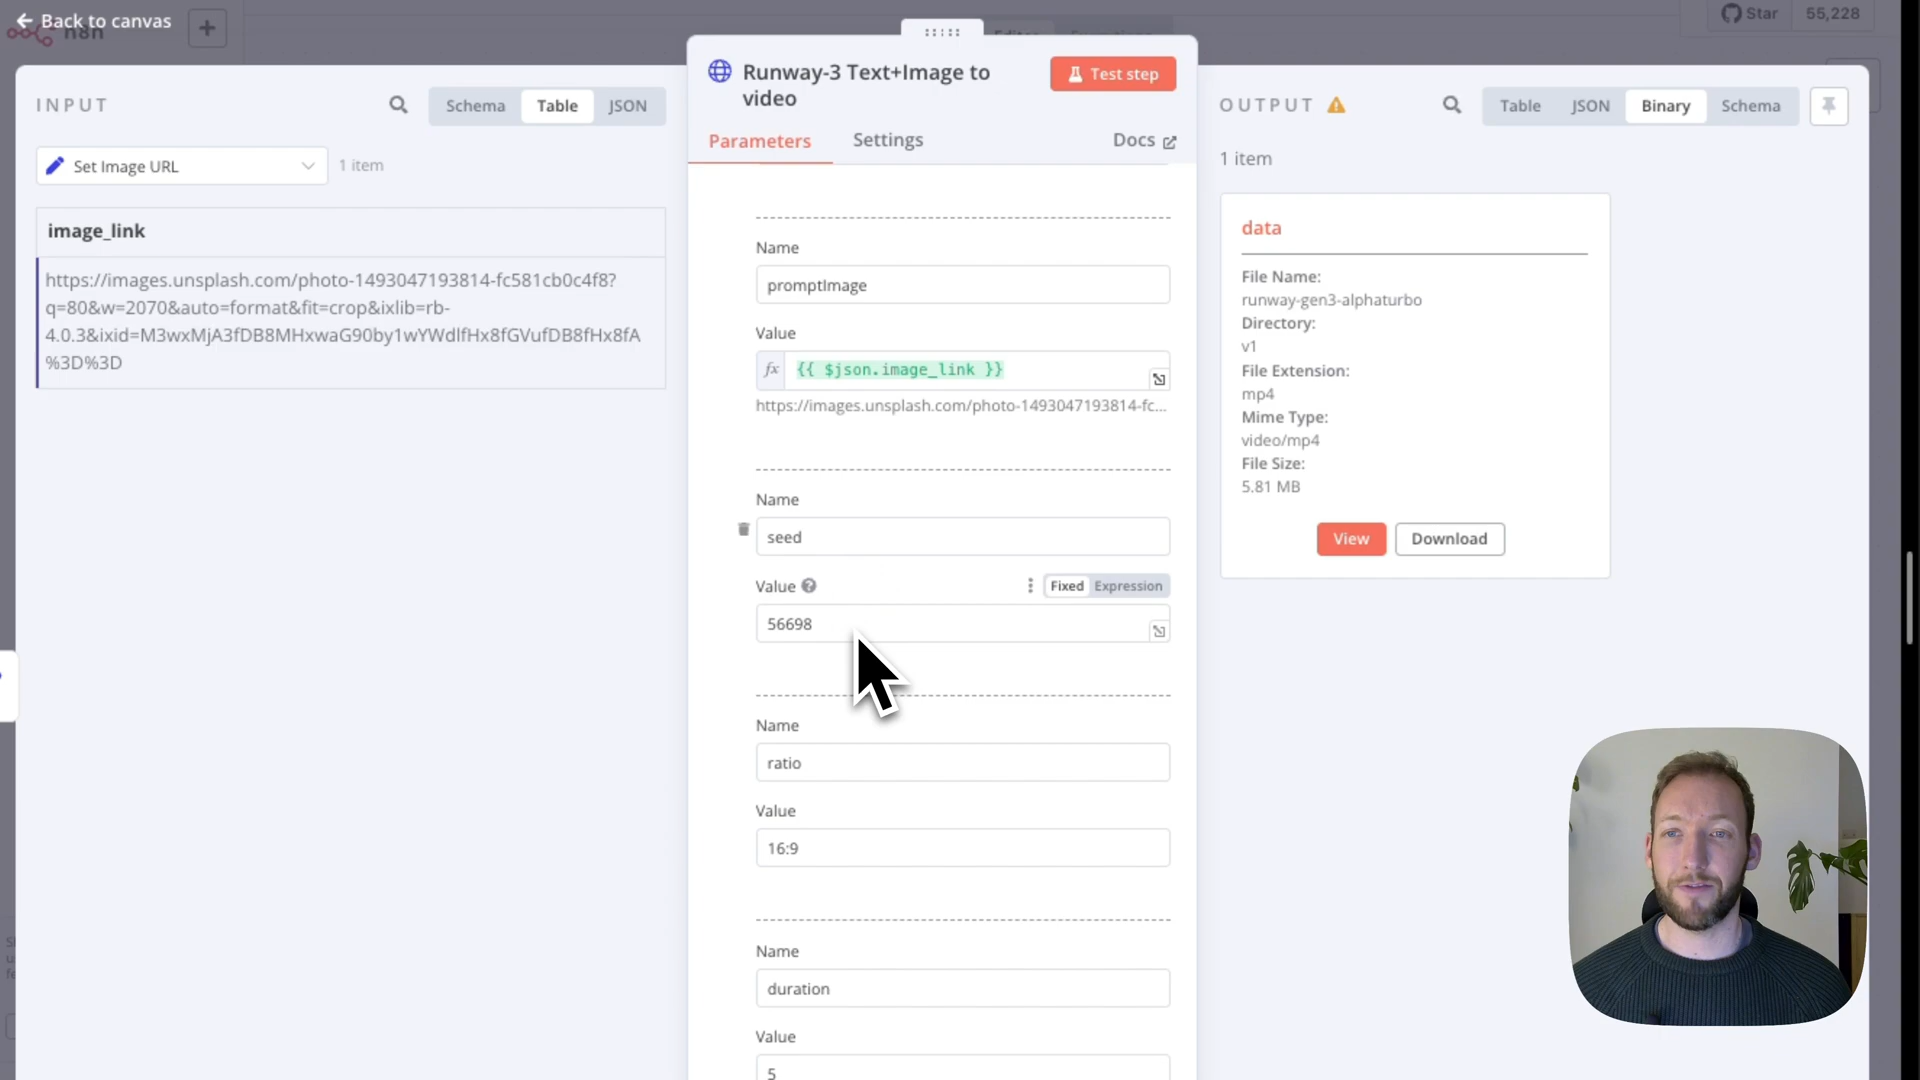 Back to canvas
n8n
Star 55,228
INPUT
Schema Table JSON
Set Image URL
1 item
image_link
https://images.unsplash.com/photo-1493047193814-fc581cb0c4f8?
q=80&w=2070&auto=format&fit=crop&ixlib=rb-
4.0.3&ixid=M3wxMjA3fDB8MHxwaG90by1wYWdlfHx8fGVufDB8fHx8fA
%3D%3D
Runway-3 Text+Image to
video
Test step
Parameters Settings Docs
Name
promptImage
Value
fx {{ $json.image_link }}
https://images.unsplash.com/photo-1493047193814-fc...
Name
seed
Value
Fixed Expression
56698
Name
ratio
Value
16:9
Name
duration
Value
5
OUTPUT
Table JSON Binary Schema
1 item
data
File Name:
runway-gen3-alphaturbo
Directory:
v1
File Extension:
mp4
Mime Type:
video/mp4
File Size:
5.81 MB
View Download